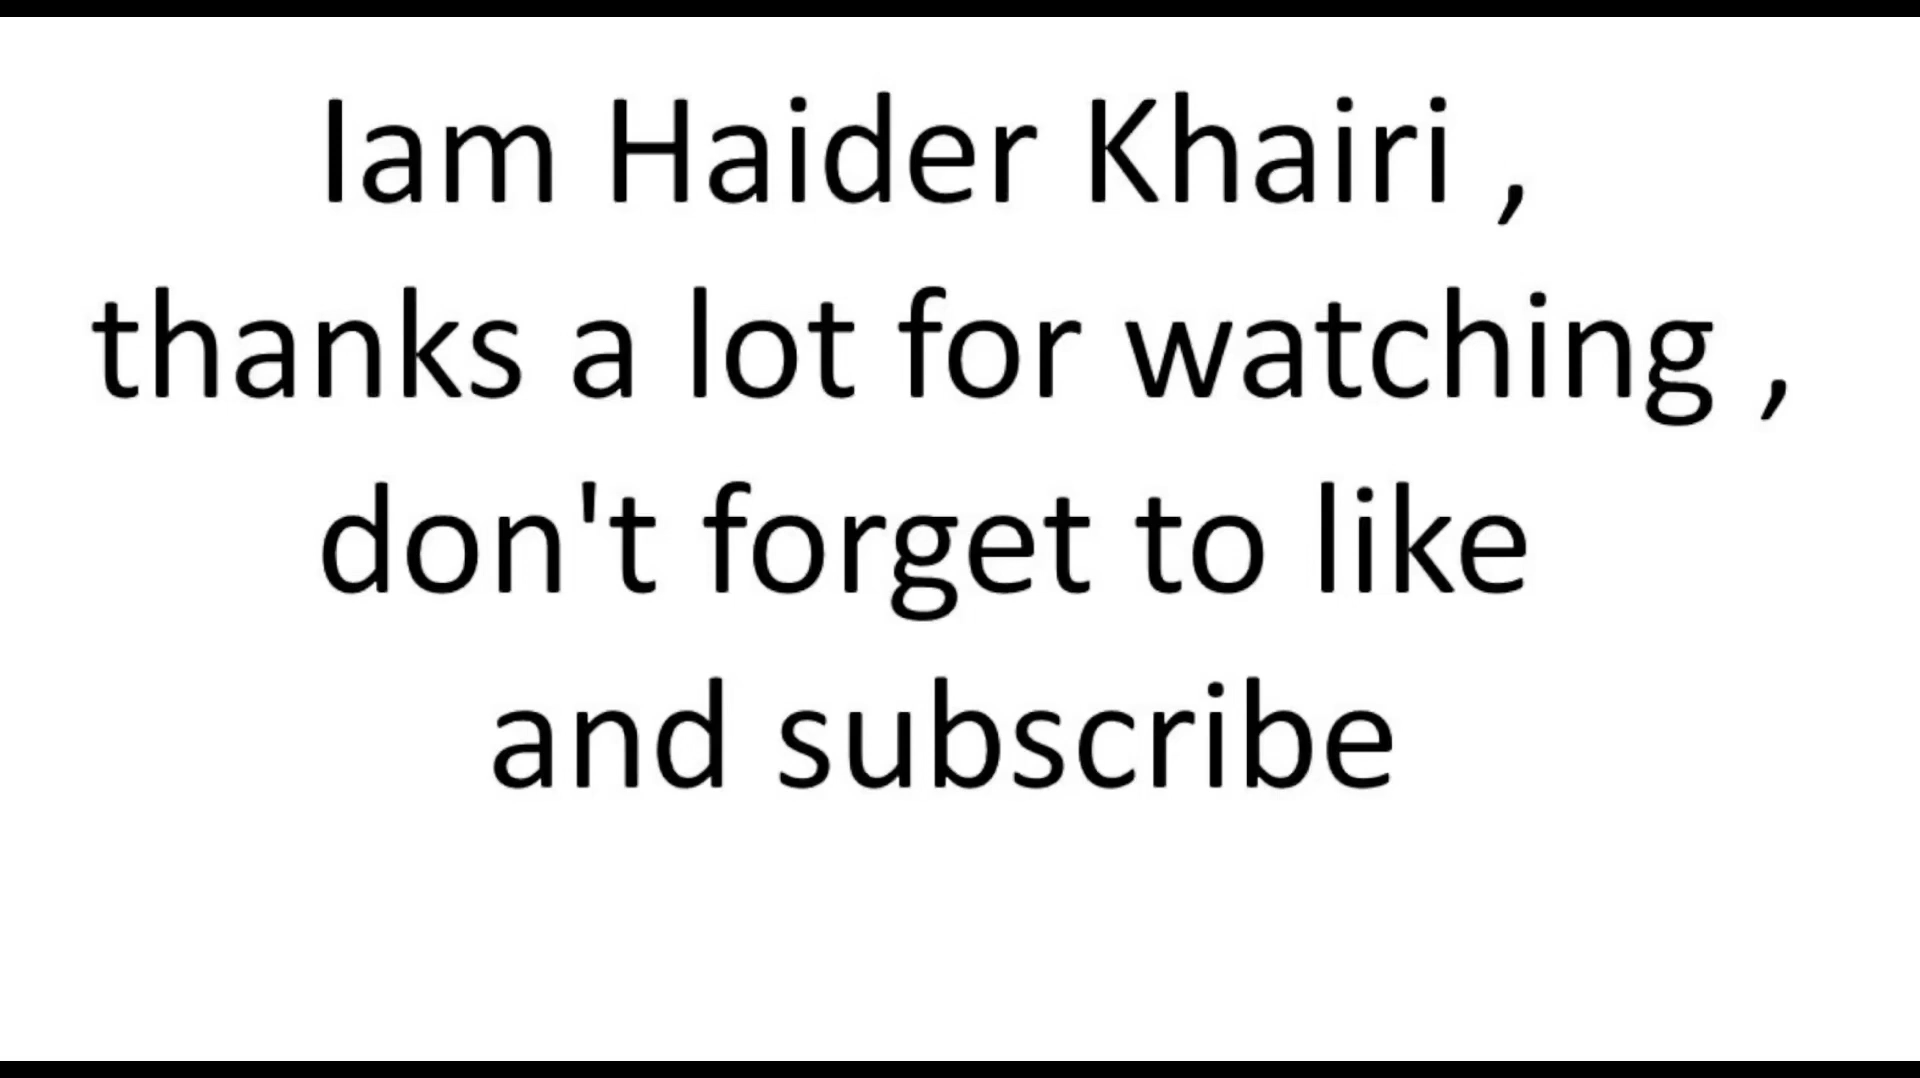 Iam Haider Khairi ,
thanks a lot for watching ,
don't forget to like
and subscribe